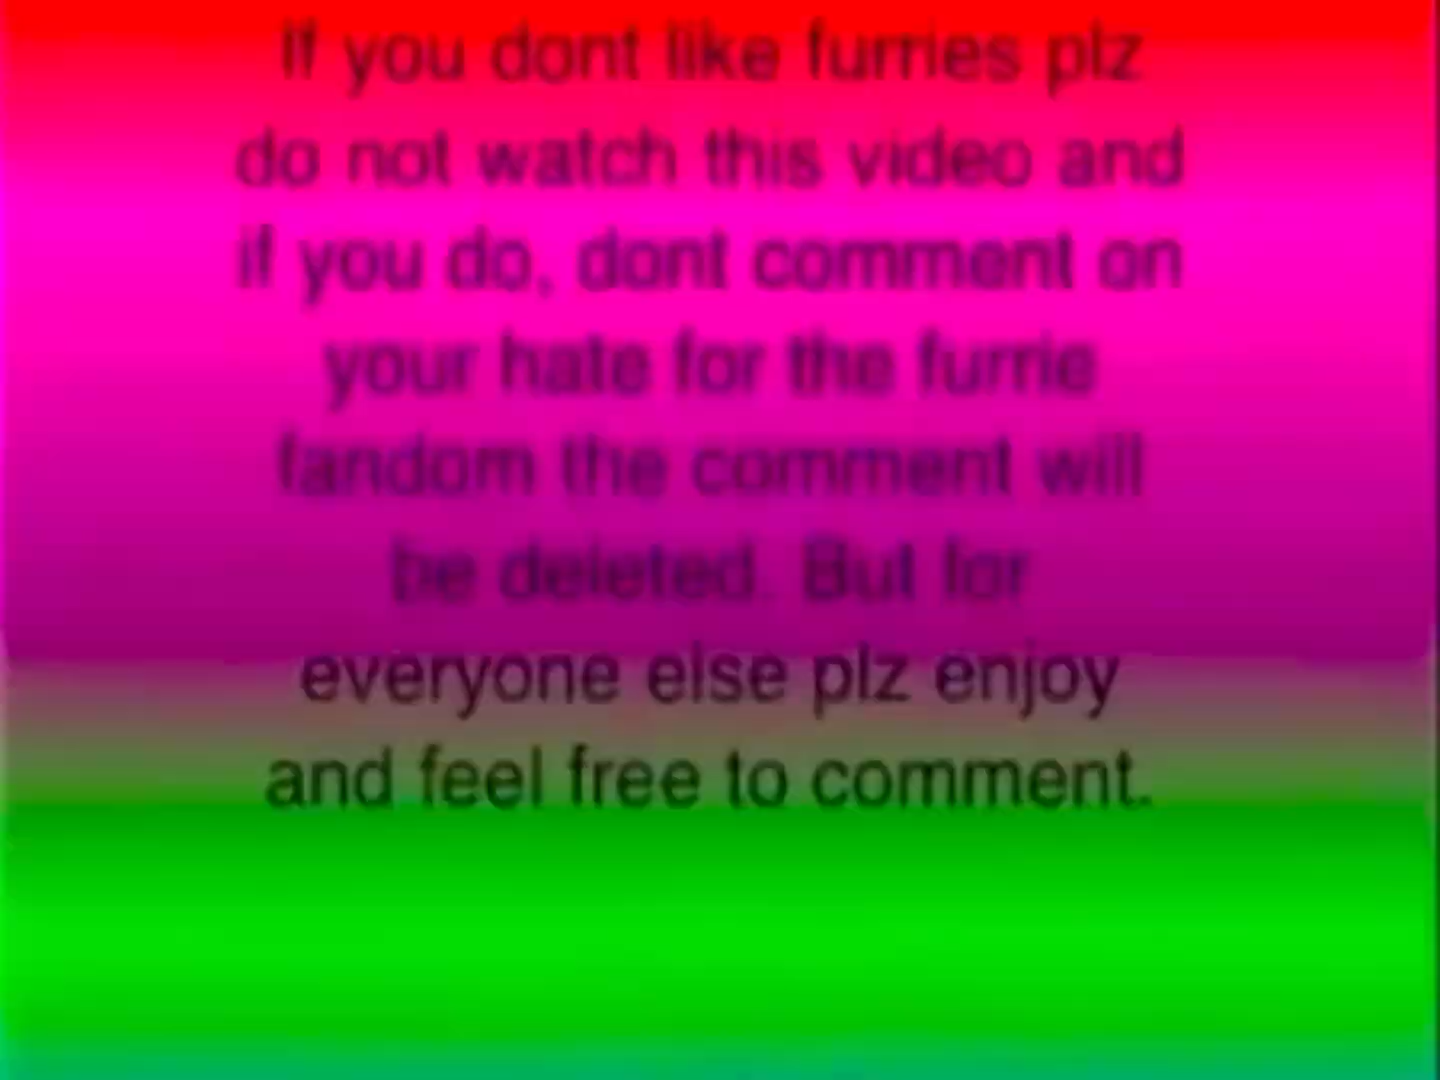 If you dont like furries plz
do not watch this video and
if you do, dont comment on
your hate for the furrie
fandom the comment will
be deleted. But for
everyone else plz enjoy
and feel free to comment.